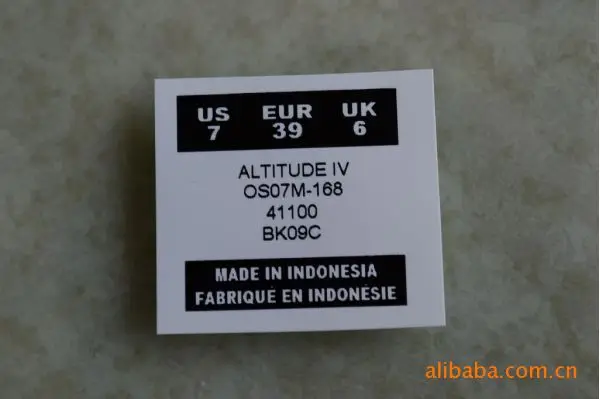 US EUR UK
7 39 6
ALTITUDE IV
OS07M-168
41100
BK09C
MADE IN INDONESIA
FABRIQUÉ EN INDONÉSIE
alibaba.com.cn